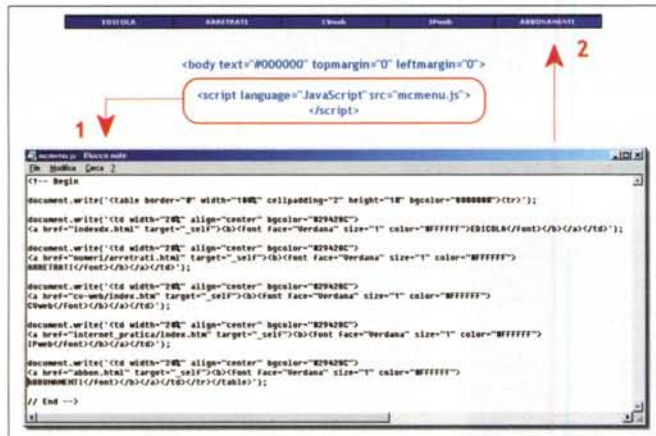 EDICOLA ARRETRATI CVweb IPweb ABBONAMENTI
2
<body text="#000000" topmargin="0" leftmargin="0">
<script language="JavaScript" src="mcmenu.js">
</script>
1
mcmenu.js - Blocco note
File Modifica Cerca ?
<!-- Begin
document.write('<table border="0" width="100%" cellpadding="2" height="10" bgcolor="#000000"><tr>');
document.write('<td width="20%" align="center" bgcolor="#29428C">
<a href="indexdx.html" target="_self"><b><font face="Verdana" size="1" color="#FFFFFF">EDICOLA</font></b></a></td>');
document.write('<td width="20%" align="center" bgcolor="#29428C">
<a href="numeri/arretrati.html" target="_self"><b><font face="Verdana" size="1" color="#FFFFFF">
ARRETRATI</font></b></a></td>');
document.write('<td width="20%" align="center" bgcolor="#29428C">
<a href="cv-web/index.htm" target="_self"><b><font face="Verdana" size="1" color="#FFFFFF">
CVweb</font></b></a></td>');
document.write('<td width="20%" align="center" bgcolor="#29428C">
<a href="internet_pratica/index.htm" target="_self"><b><font face="Verdana" size="1" color="#FFFFFF">
IPweb</font></b></a></td>');
document.write('<td width="20%" align="center" bgcolor="#29428C">
<a href="abbon.html" target="_self"><b><font face="Verdana" size="1" color="#FFFFFF">
ABBONAMENTI</font></b></a></td></tr></table>');
// End -->